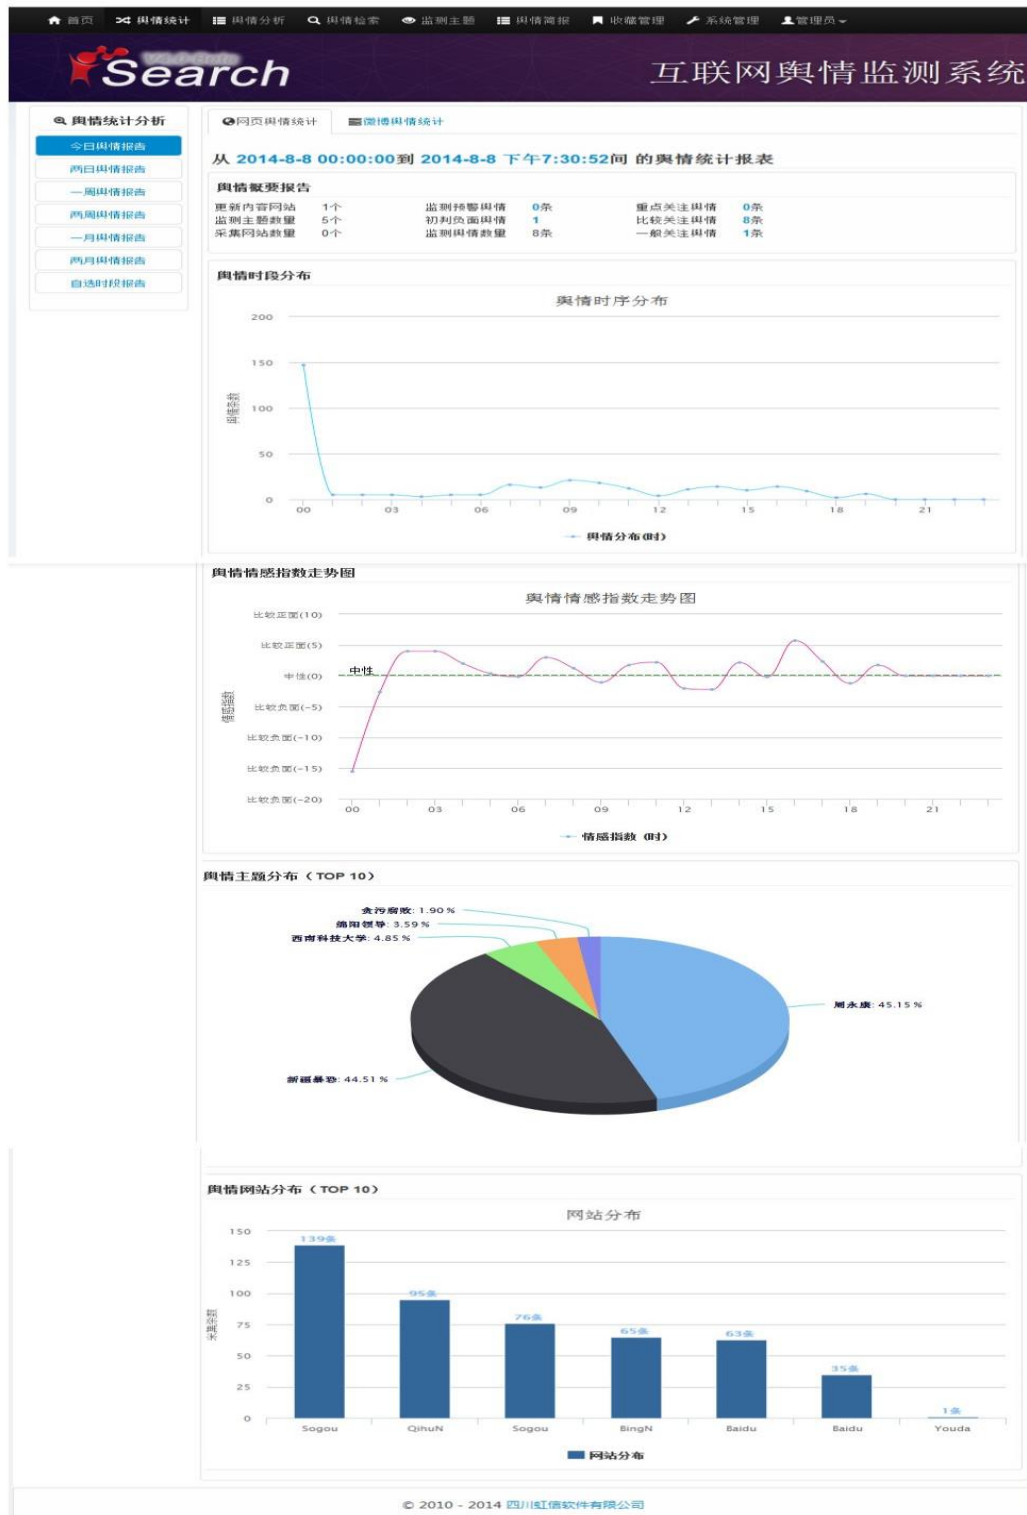 首页 舆情统计 舆情分析 舆情检索 监测主题 舆情简报 收藏管理 系统管理 管理员
Search 互联网舆情监测系统
舆情统计分析
今日舆情报告
两日舆情报告
一周舆情报告
两周舆情报告
一月舆情报告
两月舆情报告
自选时段报告
网页舆情统计 微博舆情统计
从 2014-8-8 00:00:00到 2014-8-8 下午7:30:52间 的舆情统计报表
舆情概要报告
更新内容网站 1个 监测预警舆情 0条 重点关注舆情 0条
监测主题数量 5个 初判负面舆情 1 比较关注舆情 8条
采集网站数量 0个 监测舆情数量 8条 一般关注舆情 1条
舆情时段分布
舆情时序分布
200
150
100
50
0
舆情条数
00 03 06 09 12 15 18 21
舆情分布(时)
舆情情感指数走势图
舆情情感指数走势图
比较正面(10)
比较正面(5)
中性(0)
比较负面(-5)
比较负面(-10)
比较负面(-15)
比较负面(-20)
中性
情感指数
00 03 06 09 12 15 18 21
情感指数 (时)
舆情主题分布（TOP 10）
贪污腐败: 1.90 %
绵阳领导: 3.59 %
西南科技大学: 4.85 %
周永康: 45.15 %
新疆暴恐: 44.51 %
舆情网站分布（TOP 10）
网站分布
150
125
100
75
50
25
0
采集条数
139条 95条 76条 65条 63条 35条 1条
Sogou QihuN Sogou BingN Baidu Baidu Youda
网站分布
© 2010 - 2014 四川虹信软件有限公司